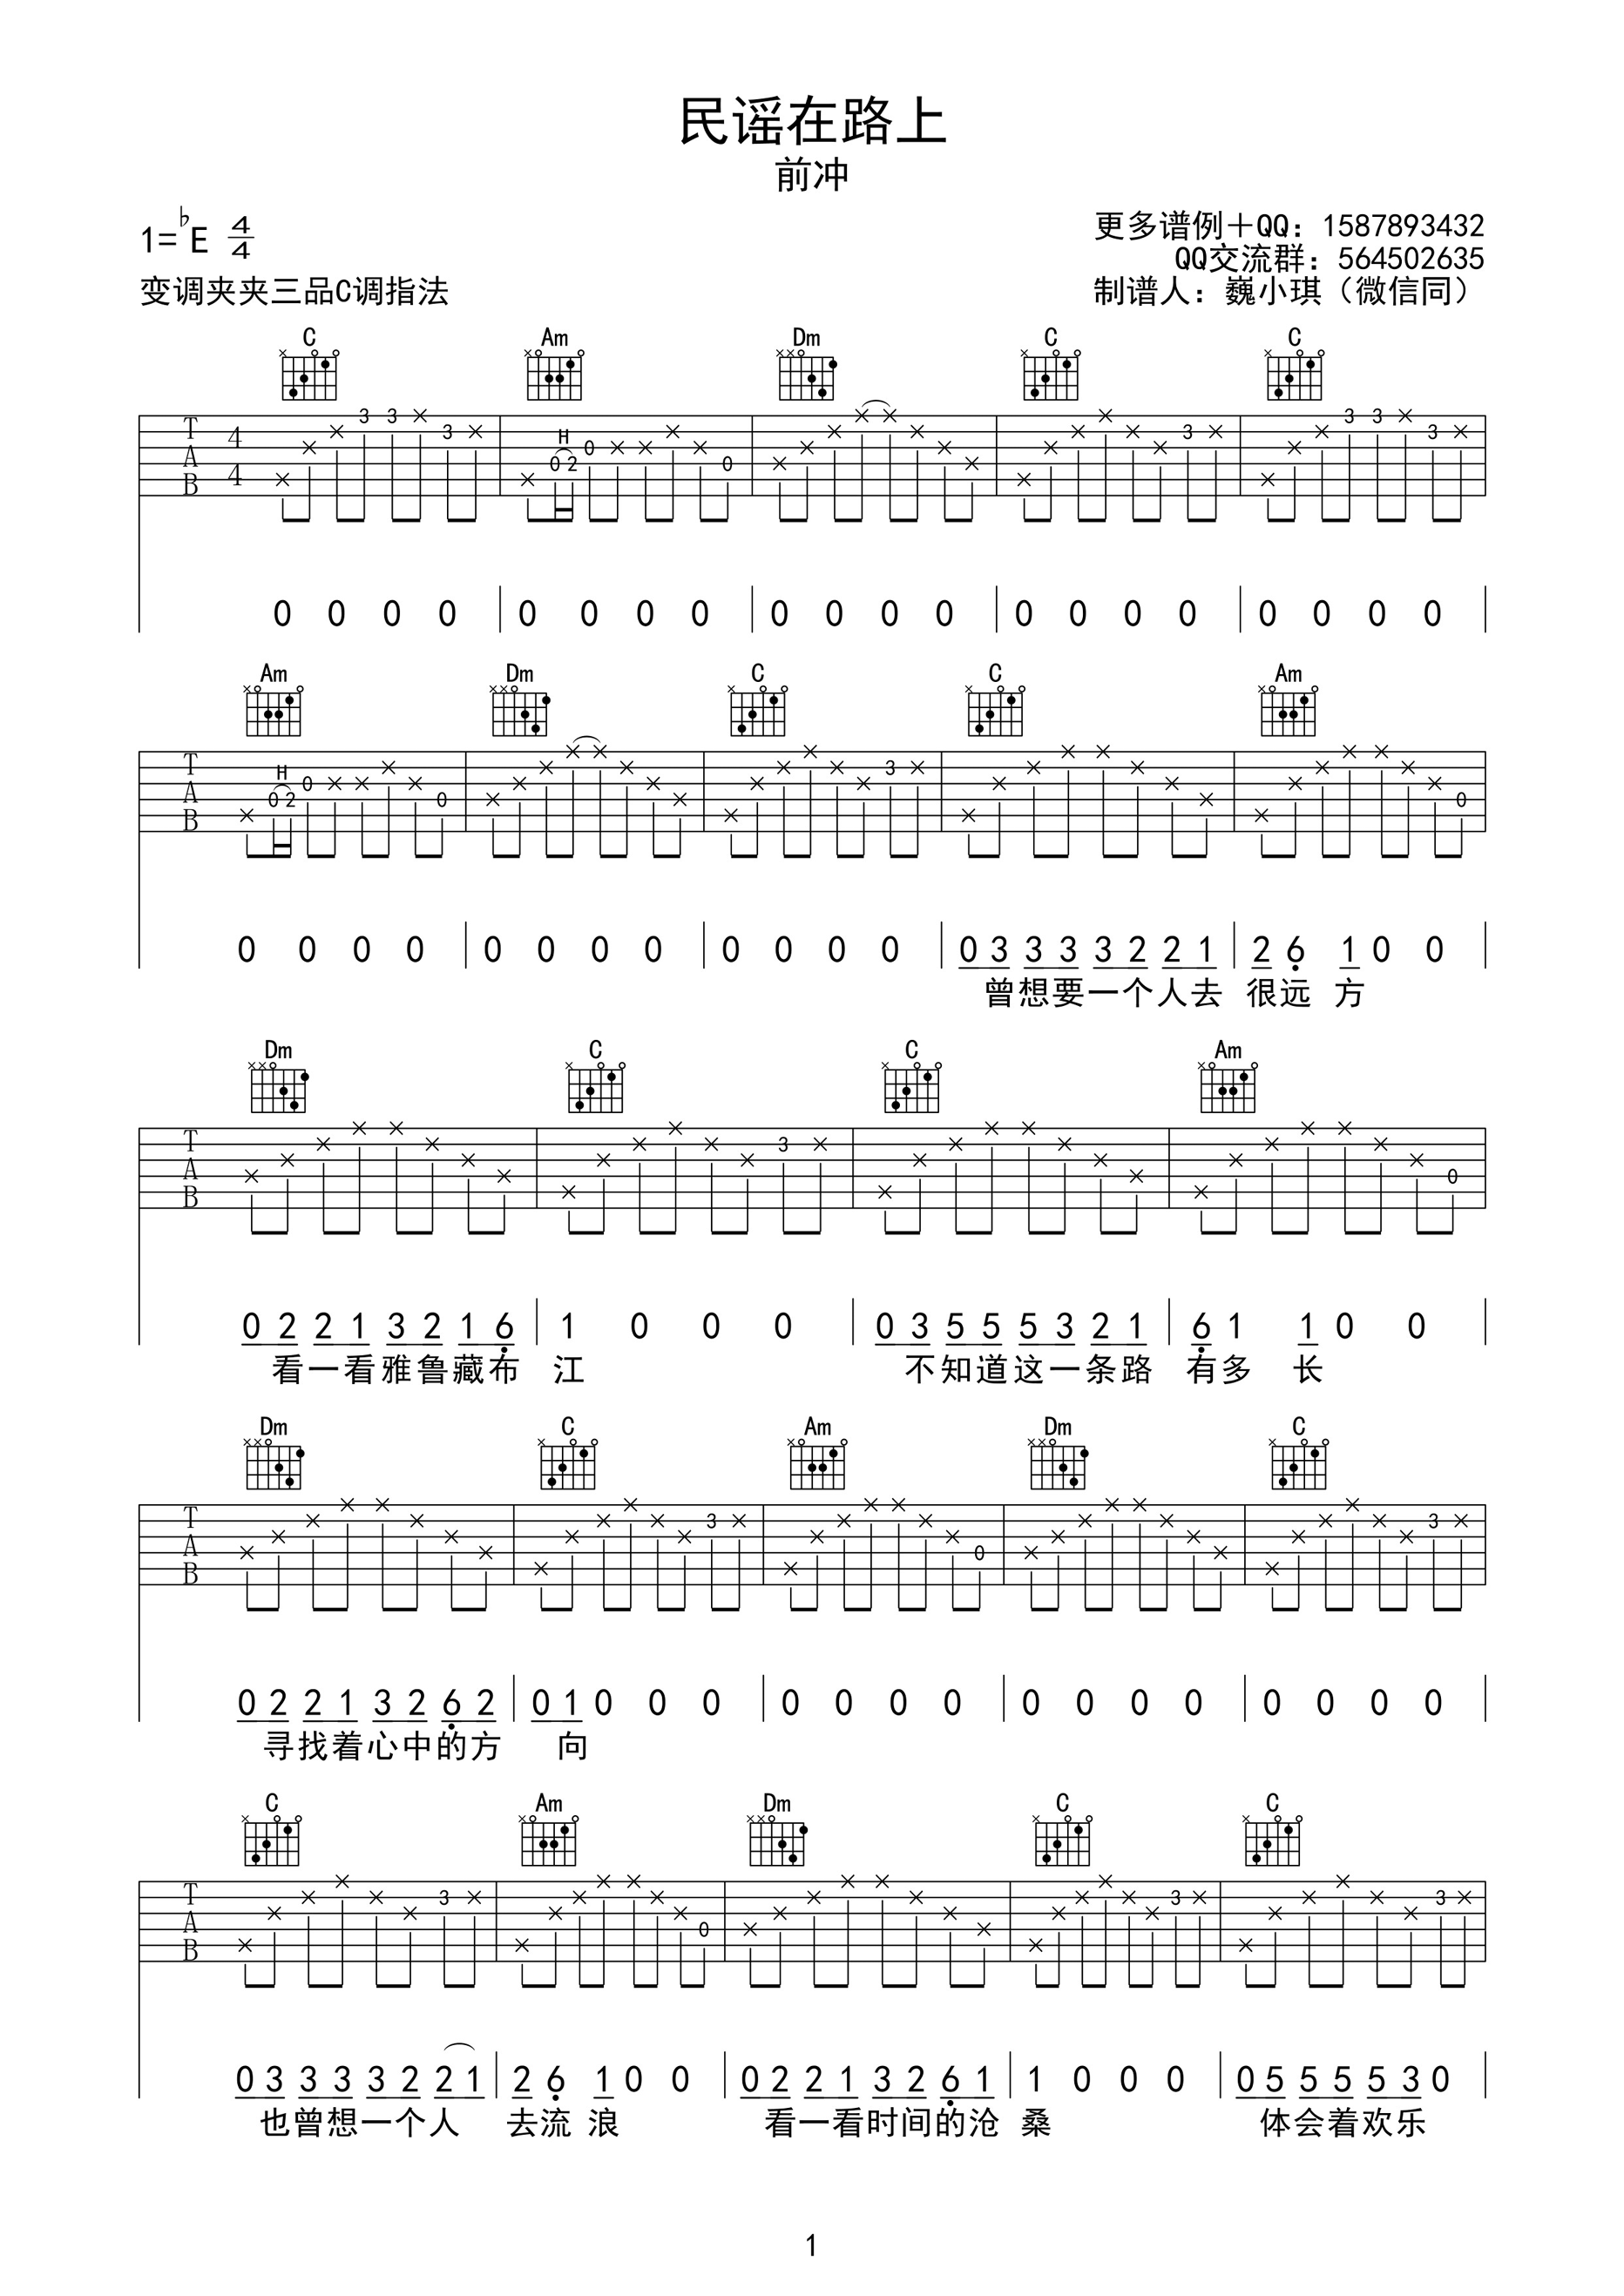 民谣在路上
前冲
1=♭E 4/4
更多谱例+QQ：1587893432
QQ交流群：564502635
变调夹夹三品C调指法
制谱人：巍小琪（微信同）
C Am Dm C C
T A B 4/4 3 3 3 H 0 2 0 0 3 3 3 3
0 0 0 0 0 0 0 0 0 0 0 0 0 0 0 0 0 0 0 0
Am Dm C C Am
T A B H 0 2 0 0 3 0
0 0 0 0 0 0 0 0 0 0 0 0 0 3 3 3 3 2 2 1 2 6 1 0 0
曾想要一个人去 很远 方
Dm C C Am
T A B 3 0
0 2 2 1 3 2 1 6 1 0 0 0 0 3 5 5 5 3 2 1 6 1 1 0 0
看一看雅鲁藏布 江 不知道这一条路 有多 长
Dm C Am Dm C
T A B 3 0 3
0 2 2 1 3 2 6 2 0 1 0 0 0 0 0 0 0 0 0 0 0 0 0 0 0
寻找着心中的方 向
C Am Dm C C
T A B 3 0 3 3
0 3 3 3 3 2 2 1 2 6 1 0 0 0 2 2 1 3 2 6 1 1 0 0 0 0 5 5 5 5 3 0
也曾想一个人 去流 浪 看一看时间的沧 桑 体会着欢乐
1